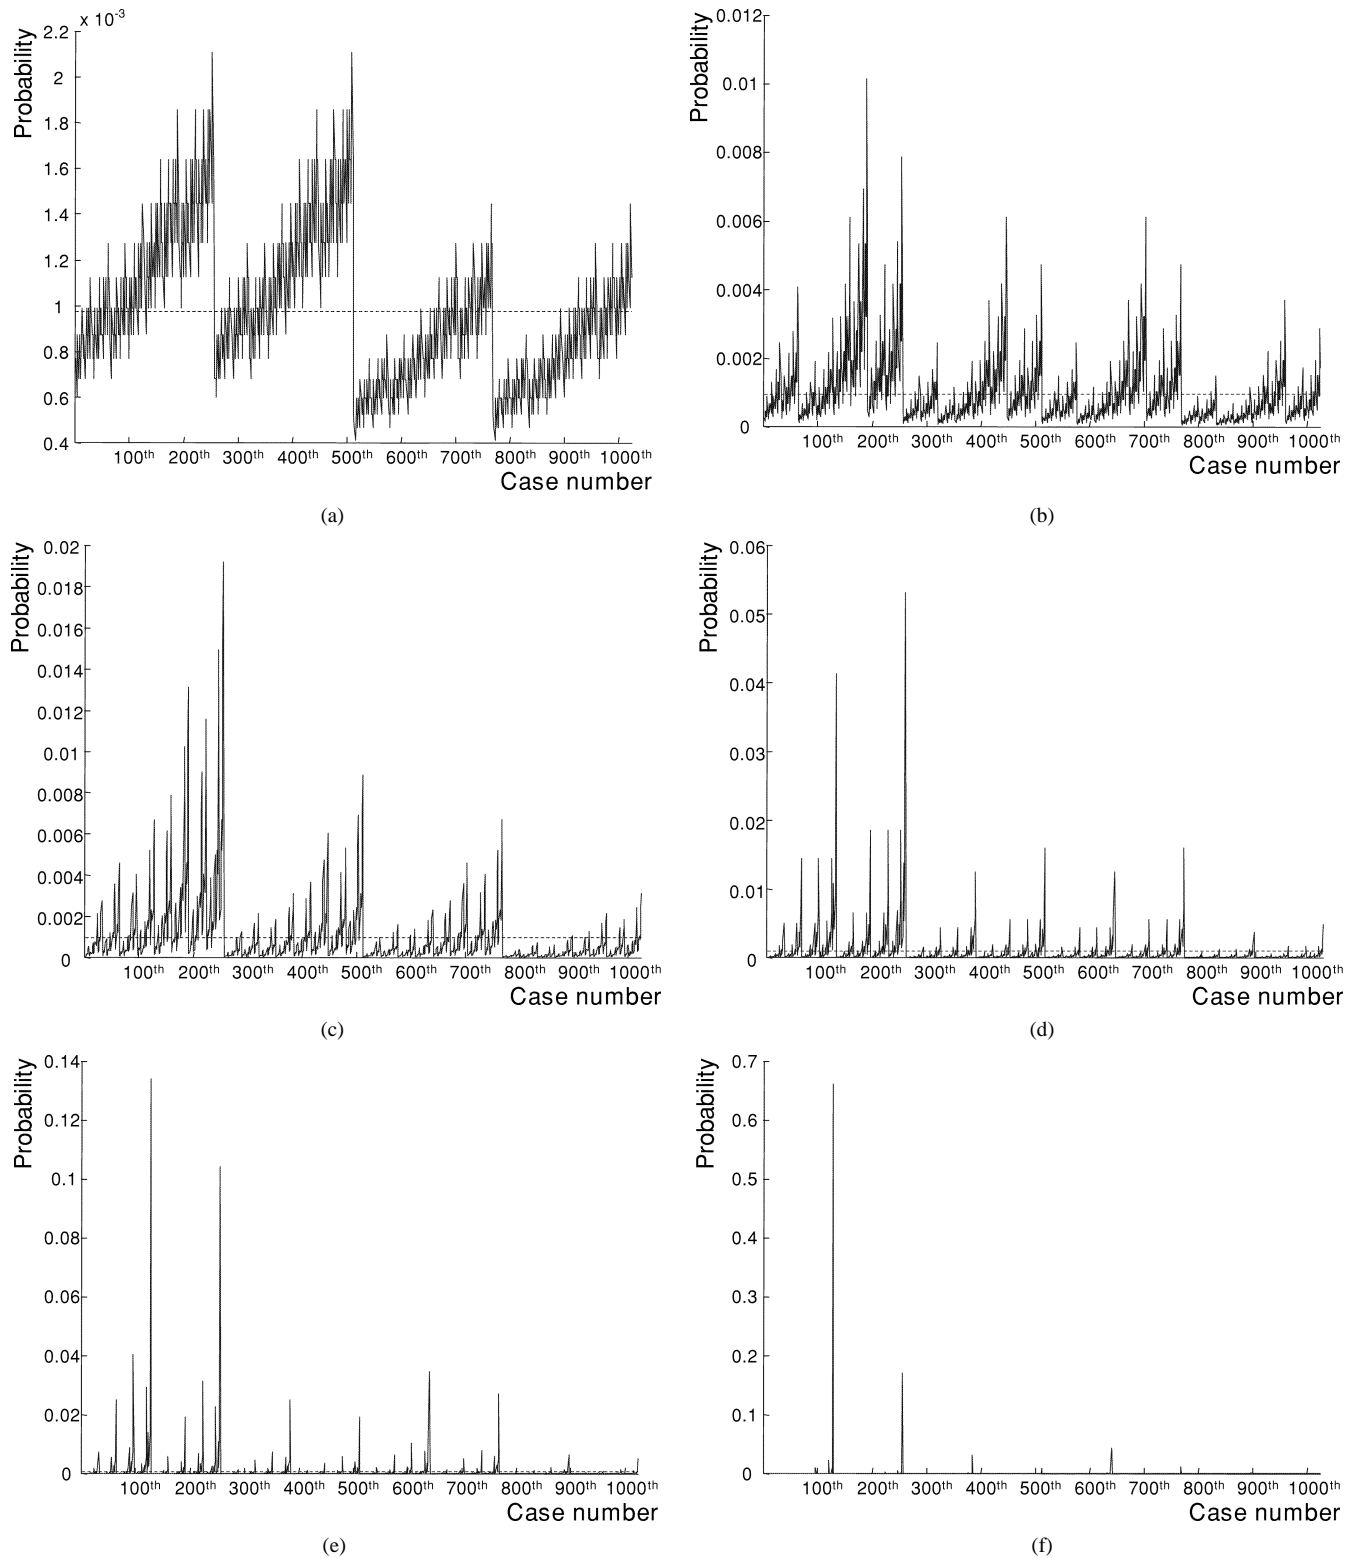 x 10⁻³
Probability
2.2
2
1.8
1.6
1.4
1.2
1
0.8
0.6
0.4
100th 200th 300th 400th 500th 600th 700th 800th 900th 1000th
Case number
(a)
Probability
0.012
0.01
0.008
0.006
0.004
0.002
0
100th 200th 300th 400th 500th 600th 700th 800th 900th 1000th
Case number
(b)
Probability
0.02
0.018
0.016
0.014
0.012
0.01
0.008
0.006
0.004
0.002
0
100th 200th 300th 400th 500th 600th 700th 800th 900th 1000th
Case number
(c)
Probability
0.06
0.05
0.04
0.03
0.02
0.01
0
100th 200th 300th 400th 500th 600th 700th 800th 900th 1000th
Case number
(d)
Probability
0.14
0.12
0.1
0.08
0.06
0.04
0.02
0
100th 200th 300th 400th 500th 600th 700th 800th 900th 1000th
Case number
(e)
Probability
0.7
0.6
0.5
0.4
0.3
0.2
0.1
0
100th 200th 300th 400th 500th 600th 700th 800th 900th 1000th
Case number
(f)